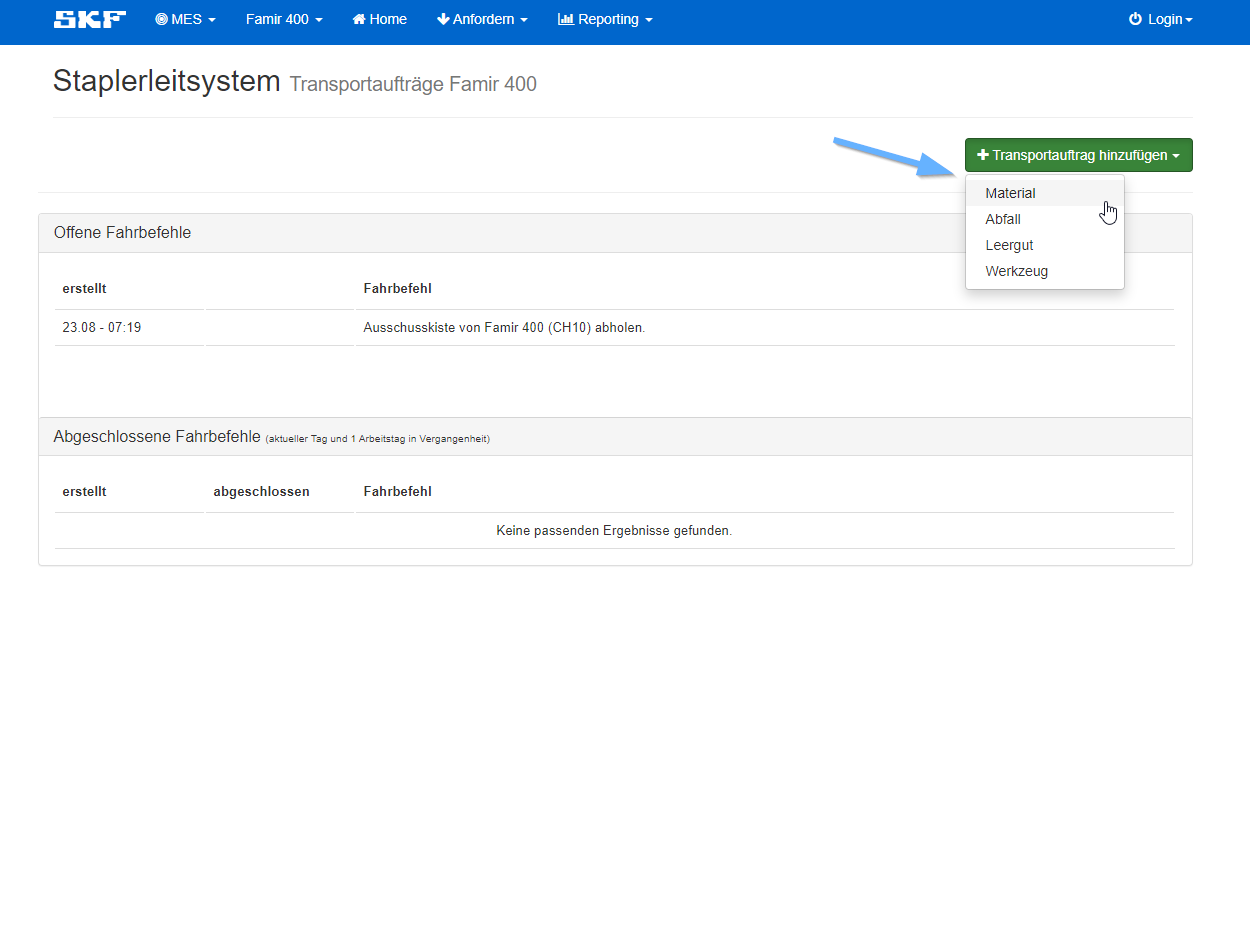 SKF MES Famir 400 Home Anfordern Reporting Login
Staplerleitsystem Transportaufträge Famir 400
Transportauftrag hinzufügen
Material
Abfall
Leergut
Werkzeug
Offene Fahrbefehle
erstellt Fahrbefehl
23.08 - 07:19 Ausschusskiste von Famir 400 (CH10) abholen.
Abgeschlossene Fahrbefehle (aktueller Tag und 1 Arbeitstag in Vergangenheit)
erstellt abgeschlossen Fahrbefehl
Keine passenden Ergebnisse gefunden.